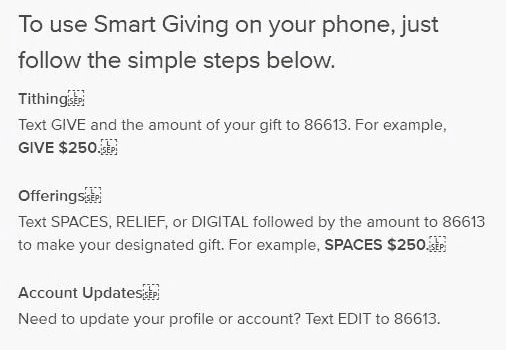 To use Smart Giving on your phone, just
follow the simple steps below.
Tithing
Text GIVE and the amount of your gift to 86613. For example,
GIVE $250.
Offerings
Text SPACES, RELIEF, or DIGITAL followed by the amount to 86613
to make your designated gift. For example, SPACES $250.
Account Updates
Need to update your profile or account? Text EDIT to 86613.